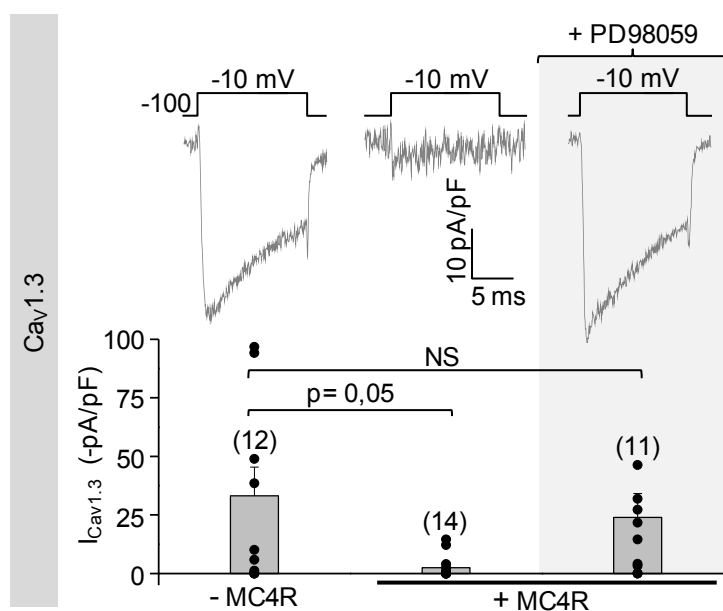 + PD98059
-10 mV
-10 mV
-10 mV
-100
10 pA/pF
5 ms
Cav1.3
100
75
50
25
0
ICav1.3 (-pA/pF)
NS
p= 0,05
(12)
(14)
(11)
- MC4R
+ MC4R